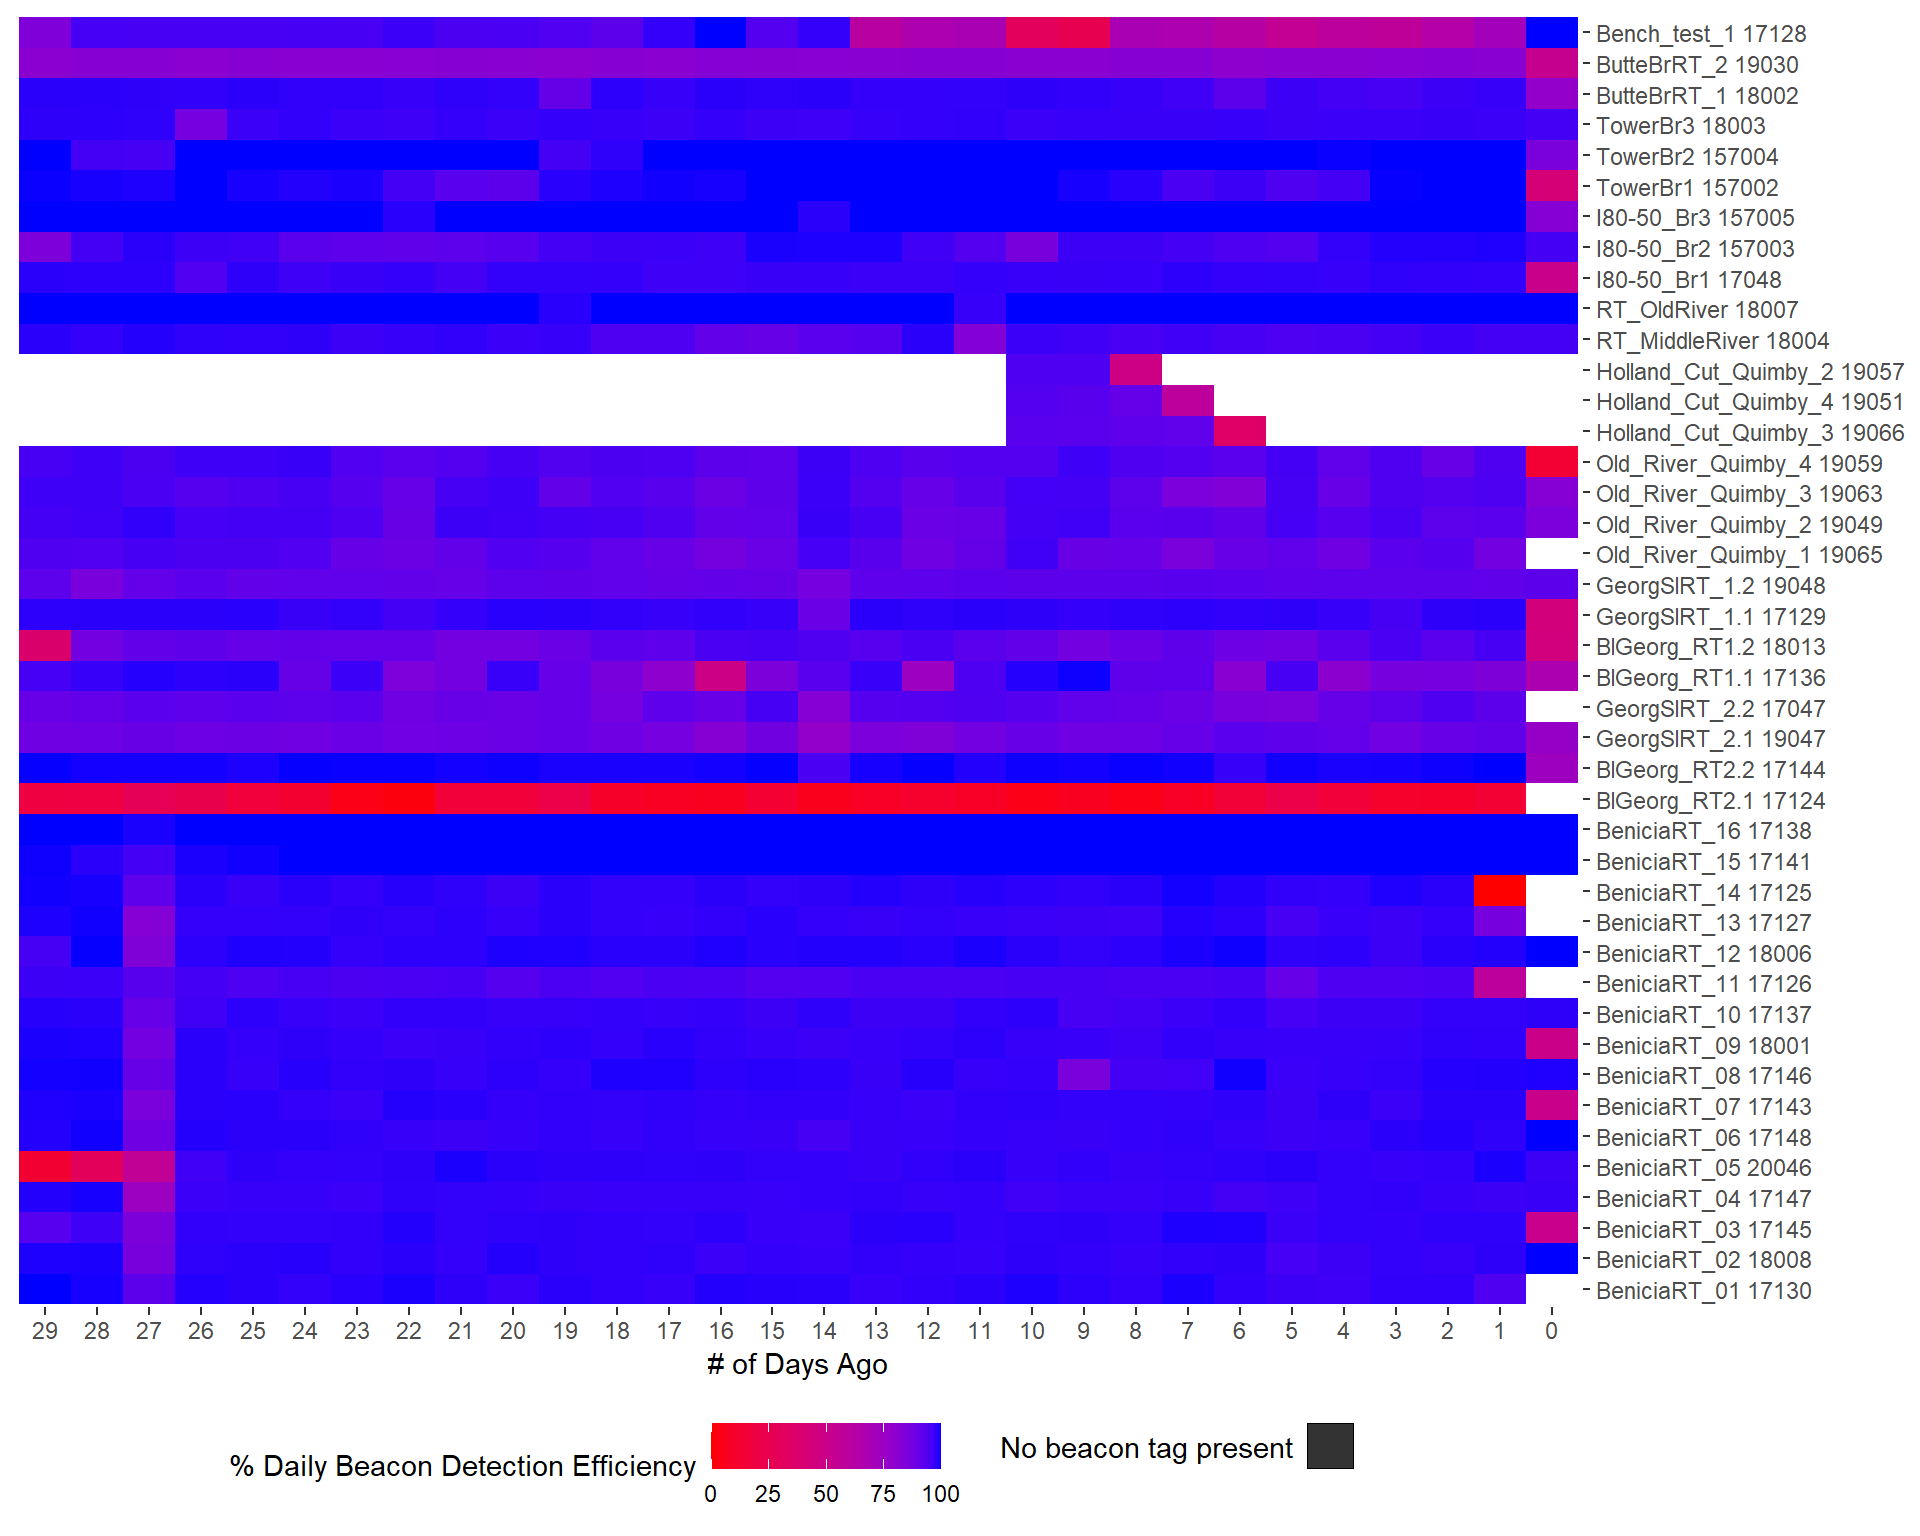 Bench_test_1 17128
ButteBrRT_2 19030
ButteBrRT_1 18002
TowerBr3 18003
TowerBr2 157004
TowerBr1 157002
I80-50_Br3 157005
I80-50_Br2 157003
I80-50_Br1 17048
RT_OldRiver 18007
RT_MiddleRiver 18004
Holland_Cut_Quimby_2 19057
Holland_Cut_Quimby_4 19051
Holland_Cut_Quimby_3 19066
Old_River_Quimby_4 19059
Old_River_Quimby_3 19063
Old_River_Quimby_2 19049
Old_River_Quimby_1 19065
GeorgSlRT_1.2 19048
GeorgSlRT_1.1 17129
BlGeorg_RT1.2 18013
BlGeorg_RT1.1 17136
GeorgSlRT_2.2 17047
GeorgSlRT_2.1 19047
BlGeorg_RT2.2 17144
BlGeorg_RT2.1 17124
BeniciaRT_16 17138
BeniciaRT_15 17141
BeniciaRT_14 17125
BeniciaRT_13 17127
BeniciaRT_12 18006
BeniciaRT_11 17126
BeniciaRT_10 17137
BeniciaRT_09 18001
BeniciaRT_08 17146
BeniciaRT_07 17143
BeniciaRT_06 17148
BeniciaRT_05 20046
BeniciaRT_04 17147
BeniciaRT_03 17145
BeniciaRT_02 18008
BeniciaRT_01 17130
29 28 27 26 25 24 23 22 21 20 19 18 17 16 15 14 13 12 11 10 9 8 7 6 5 4 3 2 1 0
# of Days Ago
% Daily Beacon Detection Efficiency
0 25 50 75 100
No beacon tag present